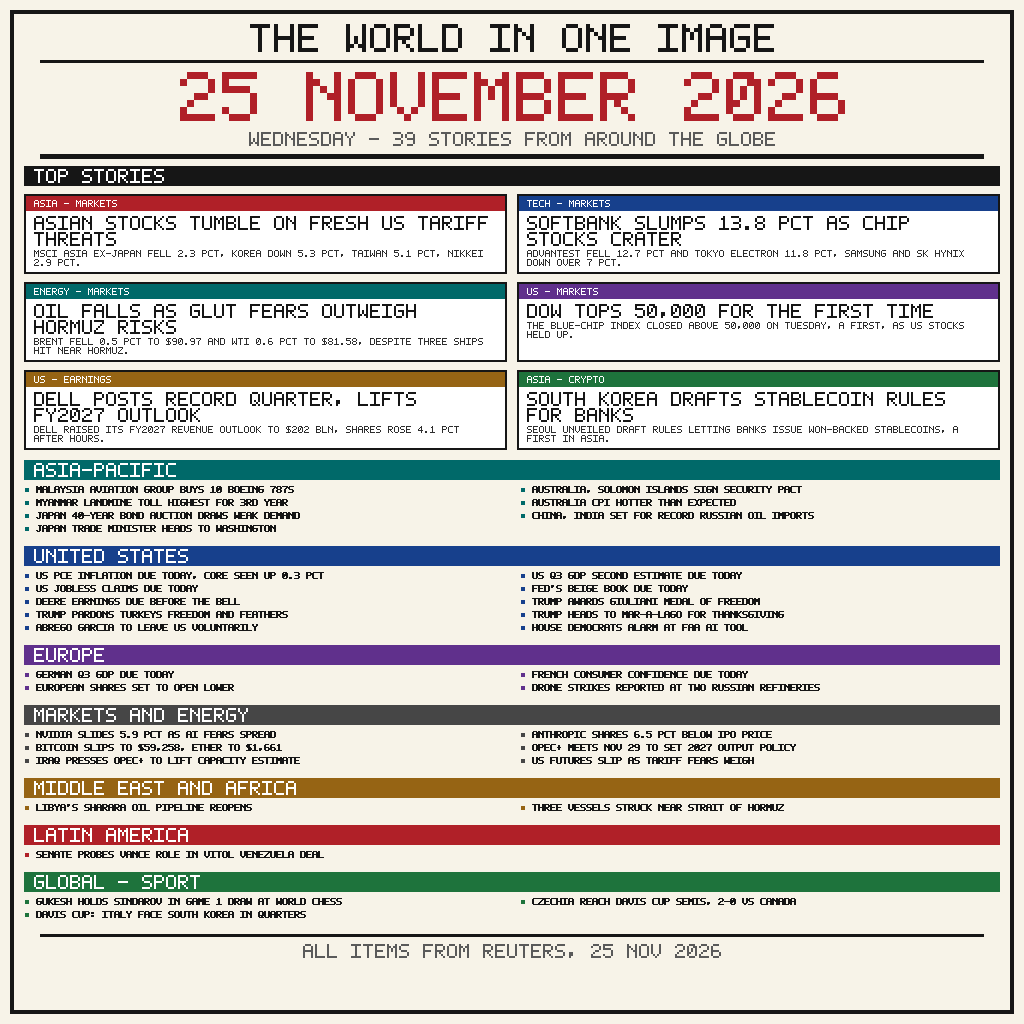 THE WORLD IN ONE IMAGE
25 NOVEMBER 2026
WEDNESDAY - 39 STORIES FROM AROUND THE GLOBE
TOP STORIES
ASIA - MARKETS
ASIAN STOCKS TUMBLE ON FRESH US TARIFF
THREATS
MSCI ASIA EX-JAPAN FELL 2.3 PCT, KOREA DOWN 5.3 PCT, TAIWAN 5.1 PCT, NIKKEI
2.9 PCT.
TECH - MARKETS
SOFTBANK SLUMPS 13.8 PCT AS CHIP
STOCKS CRATER
ADVANTEST FELL 12.7 PCT AND TOKYO ELECTRON 11.8 PCT, SAMSUNG AND SK HYNIX
DOWN OVER 7 PCT.
ENERGY - MARKETS
OIL FALLS AS GLUT FEARS OUTWEIGH
HORMUZ RISKS
BRENT FELL 0.5 PCT TO $90.97 AND WTI 0.6 PCT TO $81.58, DESPITE THREE SHIPS
HIT NEAR HORMUZ.
US - MARKETS
DOW TOPS 50,000 FOR THE FIRST TIME
THE BLUE-CHIP INDEX CLOSED ABOVE 50,000 ON TUESDAY, A FIRST, AS US STOCKS
HELD UP.
US - EARNINGS
DELL POSTS RECORD QUARTER, LIFTS
FY2027 OUTLOOK
DELL RAISED ITS FY2027 REVENUE OUTLOOK TO $202 BLN, SHARES ROSE 4.1 PCT
AFTER HOURS.
ASIA - CRYPTO
SOUTH KOREA DRAFTS STABLECOIN RULES
FOR BANKS
SEOUL UNVEILED DRAFT RULES LETTING BANKS ISSUE WON-BACKED STABLECOINS, A
FIRST IN ASIA.
ASIA-PACIFIC
MALAYSIA AVIATION GROUP BUYS 10 BOEING 787S
MYANMAR LANDMINE TOLL HIGHEST FOR 3RD YEAR
JAPAN 40-YEAR BOND AUCTION DRAWS WEAK DEMAND
JAPAN TRADE MINISTER HEADS TO WASHINGTON
AUSTRALIA, SOLOMON ISLANDS SIGN SECURITY PACT
AUSTRALIA CPI HOTTER THAN EXPECTED
CHINA, INDIA SET FOR RECORD RUSSIAN OIL IMPORTS
UNITED STATES
US PCE INFLATION DUE TODAY, CORE SEEN UP 0.3 PCT
US JOBLESS CLAIMS DUE TODAY
DEERE EARNINGS DUE BEFORE THE BELL
TRUMP PARDONS TURKEYS FREEDOM AND FEATHERS
ABREGO GARCIA TO LEAVE US VOLUNTARILY
US Q3 GDP SECOND ESTIMATE DUE TODAY
FED'S BEIGE BOOK DUE TODAY
TRUMP AWARDS GIULIANI MEDAL OF FREEDOM
TRUMP HEADS TO MAR-A-LAGO FOR THANKSGIVING
HOUSE DEMOCRATS ALARM AT FAA AI TOOL
EUROPE
GERMAN Q3 GDP DUE TODAY
EUROPEAN SHARES SET TO OPEN LOWER
FRENCH CONSUMER CONFIDENCE DUE TODAY
DRONE STRIKES REPORTED AT TWO RUSSIAN REFINERIES
MARKETS AND ENERGY
NVIDIA SLIDES 5.9 PCT AS AI FEARS SPREAD
BITCOIN SLIPS TO $59,258, ETHER TO $1,661
IRAQ PRESSES OPEC+ TO LIFT CAPACITY ESTIMATE
ANTHROPIC SHARES 6.5 PCT BELOW IPO PRICE
OPEC+ MEETS NOV 29 TO SET 2027 OUTPUT POLICY
US FUTURES SLIP AS TARIFF FEARS WEIGH
MIDDLE EAST AND AFRICA
LIBYA'S SHARARA OIL PIPELINE REOPENS
THREE VESSELS STRUCK NEAR STRAIT OF HORMUZ
LATIN AMERICA
SENATE PROBES VANCE ROLE IN VITOL VENEZUELA DEAL
GLOBAL - SPORT
GUKESH HOLDS SINDAROV IN GAME 1 DRAW AT WORLD CHESS
DAVIS CUP: ITALY FACE SOUTH KOREA IN QUARTERS
CZECHIA REACH DAVIS CUP SEMIS, 2-0 VS CANADA
ALL ITEMS FROM REUTERS, 25 NOV 2026